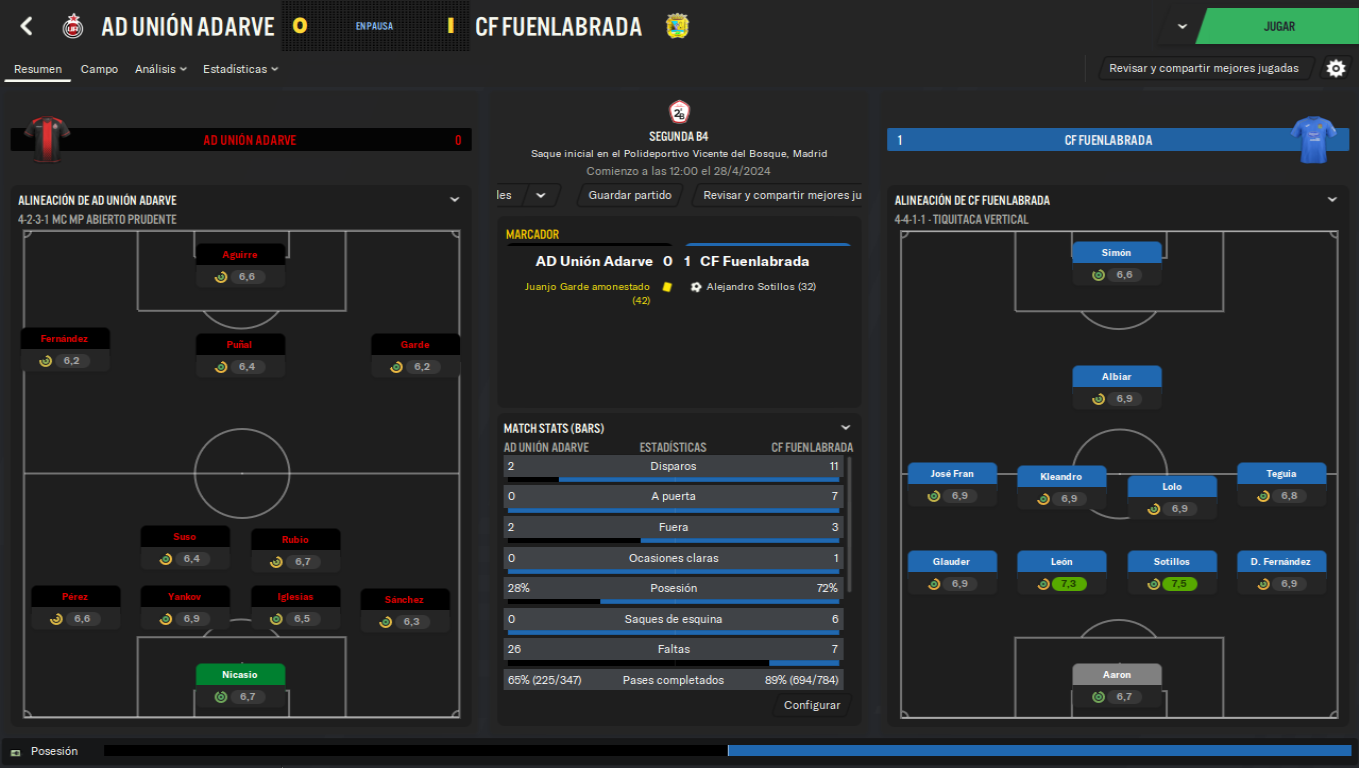 AD UNIÓN ADARVE 0 EN PAUSA 1 CF FUENLABRADA
JUGAR
Resumen Campo Análisis Estadísticas
Revisar y compartir mejores jugadas
AD UNIÓN ADARVE 0
ALINEACIÓN DE AD UNIÓN ADARVE
4-2-3-1 MC MP ABIERTO PRUDENTE
Aguirre
6,6
Fernández Puñal Garde
6,2 6,4 6,2
Suso Rubio
6,4 6,7
Pérez Yankov Iglesias Sánchez
6,6 6,9 6,5 6,3
Nicasio
6,7
2ªB
SEGUNDA B4
Saque inicial en el Polideportivo Vicente del Bosque, Madrid
Comienzo a las 12:00 el 28/4/2024
les Guardar partido Revisar y compartir mejores ju
MARCADOR
AD Unión Adarve 0 1 CF Fuenlabrada
Juanjo Garde amonestado Alejandro Sotillos (32)
(42)
MATCH STATS (BARS)
AD UNIÓN ADARVE ESTADÍSTICAS CF FUENLABRADA
2 Disparos 11
0 A puerta 7
2 Fuera 3
0 Ocasiones claras 1
28% Posesión 72%
0 Saques de esquina 6
26 Faltas 7
65% (225/347) Pases completados 89% (694/784)
Configurar
1 CF FUENLABRADA
ALINEACIÓN DE CF FUENLABRADA
4-4-1-1 - TIQUITACA VERTICAL
Simón
6,6
Albiar
6,9
José Fran Kleandro Lolo Teguia
6,9 6,9 6,9 6,8
Glauder León Sotillos D. Fernández
6,9 7,3 7,5 6,9
Aaron
6,7
Posesión